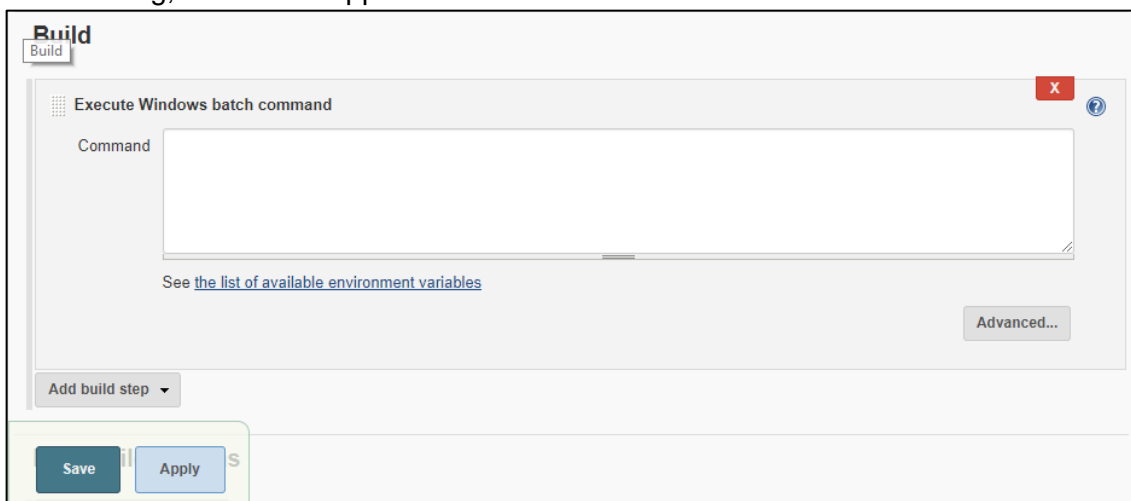 Build
Build
Execute Windows batch command
X
Command
See the list of available environment variables
Advanced...
Add build step
Save
Apply